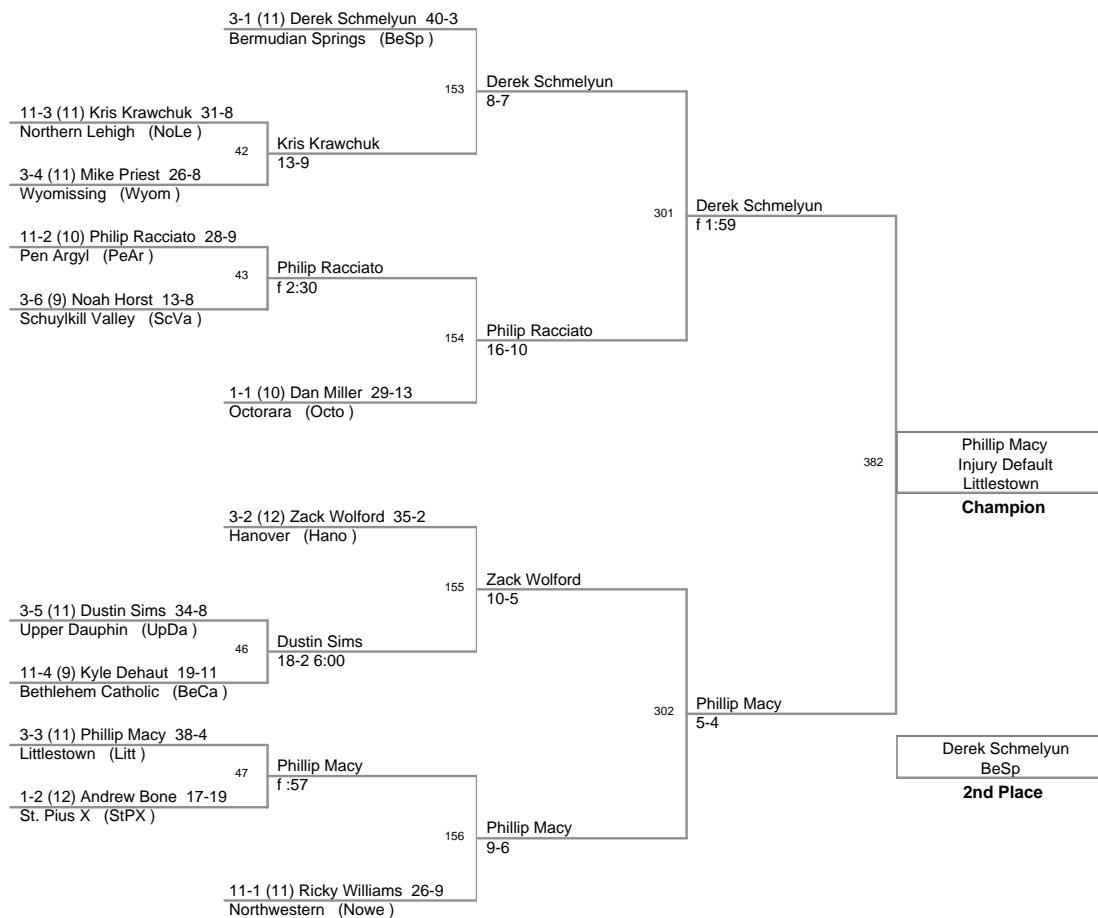 3-1 (11) Derek Schmelyun 40-3
Bermudian Springs (BeSp )
153
Derek Schmelyun
8-7
11-3 (11) Kris Krawchuk 31-8
Northern Lehigh (NoLe )
42
Kris Krawchuk
13-9
3-4 (11) Mike Priest 26-8
Wyomissing (Wyom )
301
Derek Schmelyun
f 1:59
11-2 (10) Philip Racciato 28-9
Pen Argyl (PeAr )
43
Philip Racciato
f 2:30
3-6 (9) Noah Horst 13-8
Schuylkill Valley (ScVa )
154
Philip Racciato
16-10
1-1 (10) Dan Miller 29-13
Octorara (Octo )
382
Phillip Macy
Injury Default
Littlestown
Champion
3-2 (12) Zack Wolford 35-2
Hanover (Hano )
155
Zack Wolford
10-5
3-5 (11) Dustin Sims 34-8
Upper Dauphin (UpDa )
46
Dustin Sims
18-2 6:00
11-4 (9) Kyle Dehaut 19-11
Bethlehem Catholic (BeCa )
302
Phillip Macy
5-4
3-3 (11) Phillip Macy 38-4
Littlestown (Litt )
47
Phillip Macy
f :57
1-2 (12) Andrew Bone 17-19
St. Pius X (StPX )
Derek Schmelyun
BeSp
2nd Place
156
Phillip Macy
9-6
11-1 (11) Ricky Williams 26-9
Northwestern (Nowe )